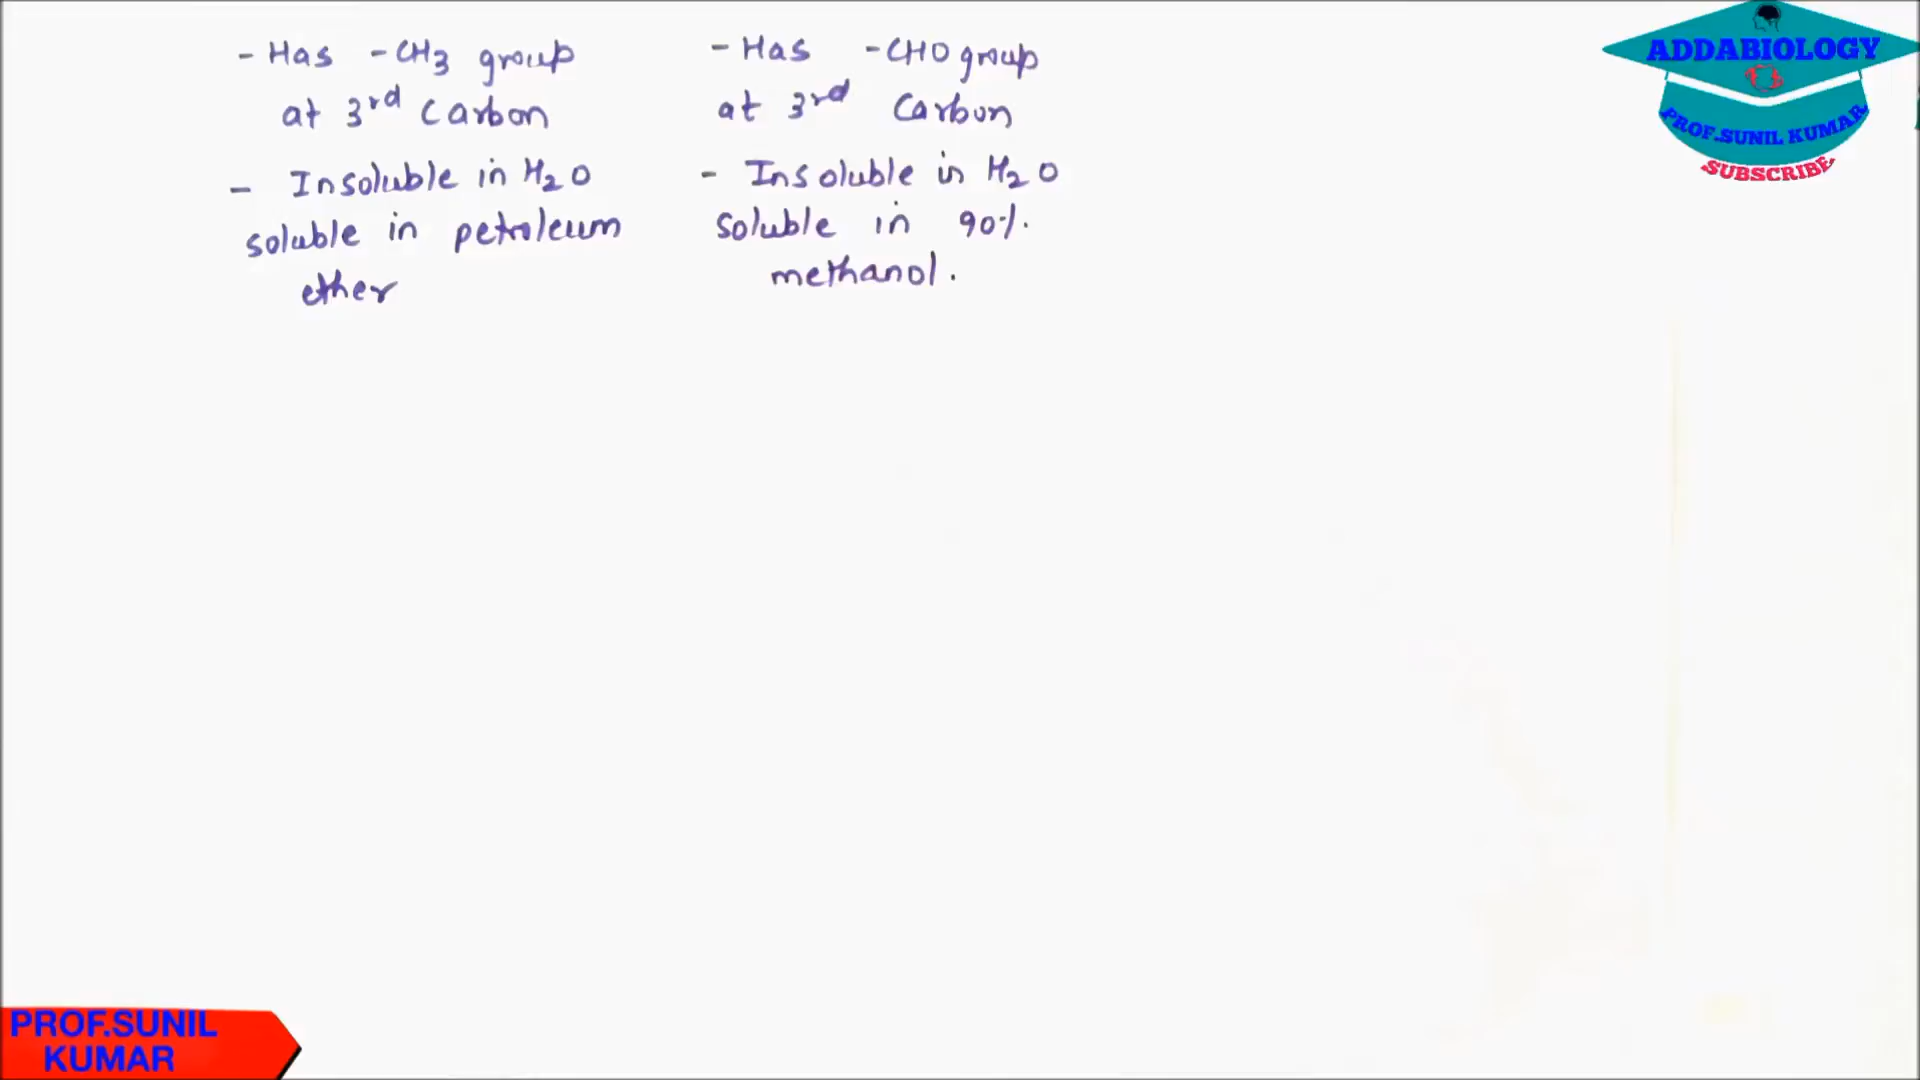 - Has -CH3 group
at 3rd Carbon
- Insoluble in H2O
soluble in petroleum
ether
- Has -CHO group
at 3rd Carbon
- Insoluble in H2O
soluble in 90%
methanol.
ADDABIOLOGY
PROF.SUNIL KUMAR
SUBSCRIBE
PROF.SUNIL
KUMAR